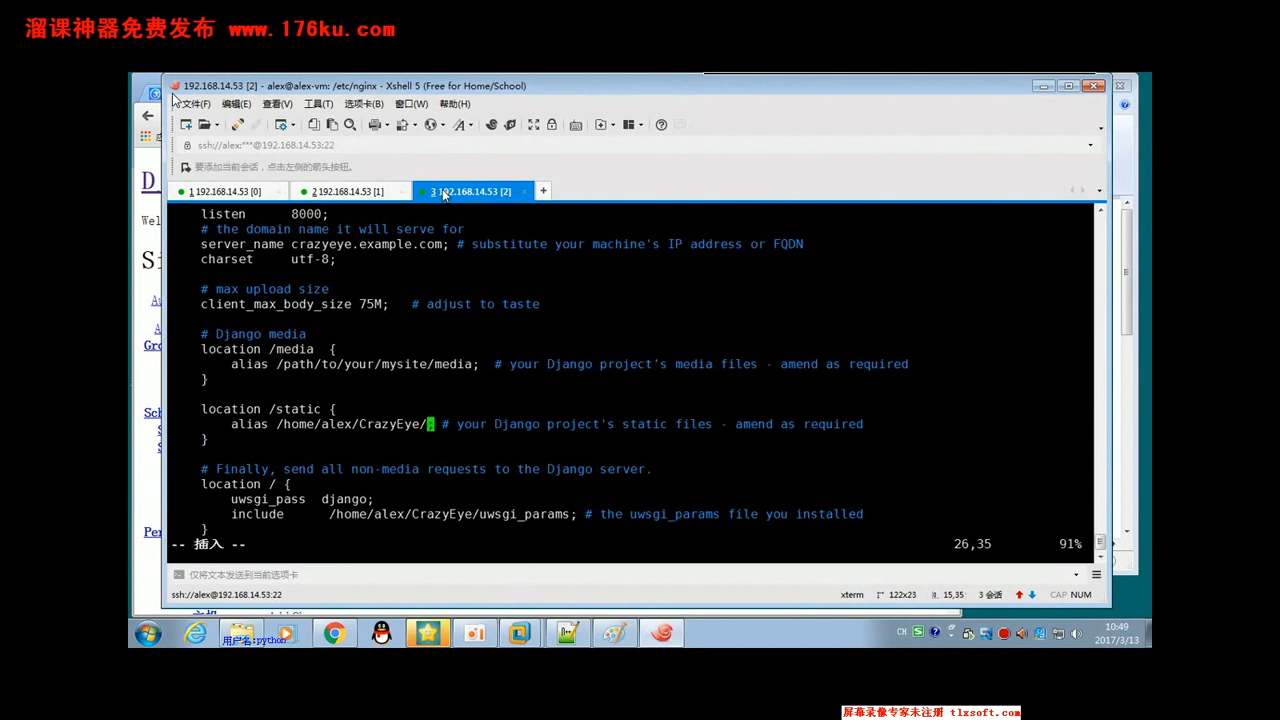 溜课神器免费发布 www.176ku.com
192.168.14.53 [2] - alex@alex-vm: /etc/nginx - Xshell 5 (Free for Home/School)
文件(F) 编辑(E) 查看(V) 工具(T) 选项卡(B) 窗口(W) 帮助(H)
ssh://alex:***@192.168.14.53:22
要添加当前会话，点击左侧的箭头按钮。
1 192.168.14.53 [0] 2 192.168.14.53 [1] 3 192.168.14.53 [2]
listen 8000;
# the domain name it will serve for
server_name crazyeye.example.com; # substitute your machine's IP address or FQDN
charset utf-8;
# max upload size
client_max_body_size 75M; # adjust to taste
# Django media
location /media {
alias /path/to/your/mysite/media; # your Django project's media files - amend as required
}
location /static {
alias /home/alex/CrazyEye/; # your Django project's static files - amend as required
}
# Finally, send all non-media requests to the Django server.
location / {
uwsgi_pass django;
include /home/alex/CrazyEye/uwsgi_params; # the uwsgi_params file you installed
}
-- 插入 -- 26,35 91%
仅将文本发送到当前选项卡
ssh://alex@192.168.14.53:22 xterm 122x23 15,35 3 会话 CAP NUM
用户名:python
CH 10:49
2017/3/13
屏幕录像专家未注册 tlxsoft.com